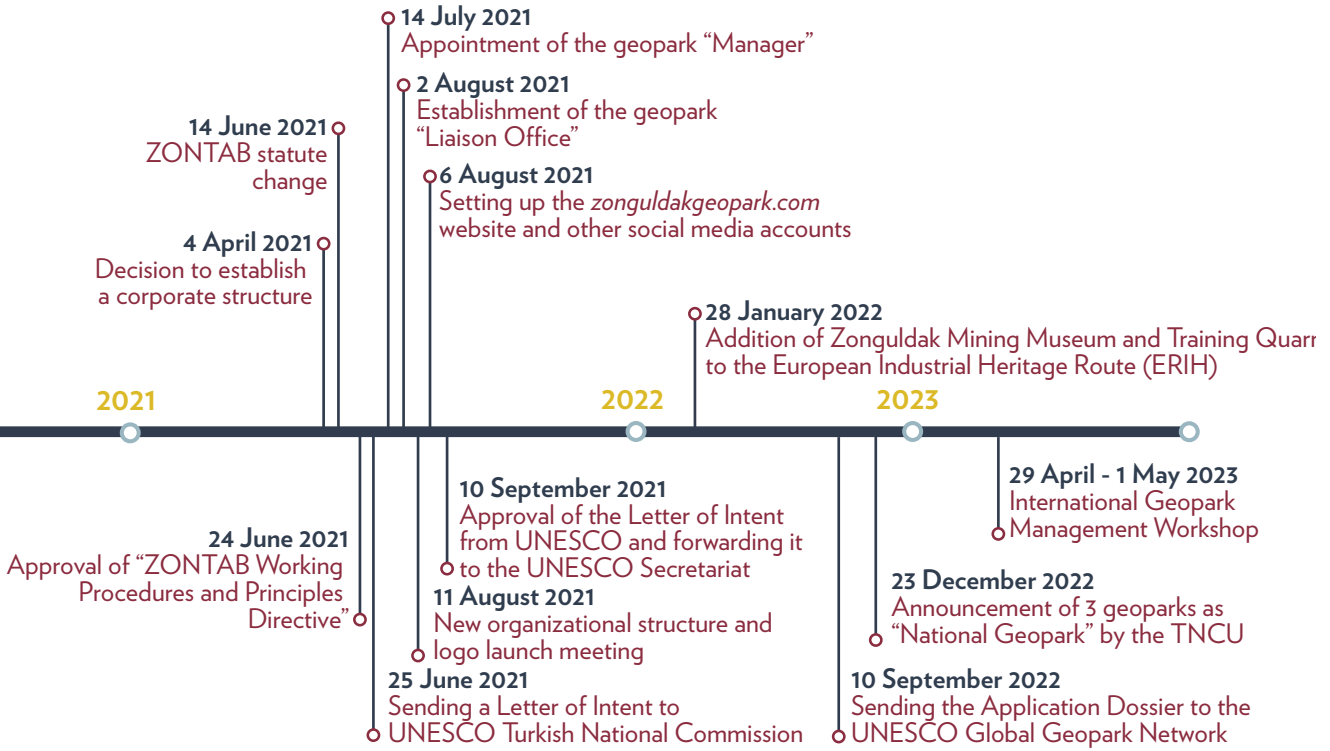 14 July 2021
Appointment of the geopark “Manager”
2 August 2021
Establishment of the geopark
“Liaison Office”
14 June 2021
ZONTAB statute
change
6 August 2021
Setting up the zonguldakgeopark.com
website and other social media accounts
4 April 2021
Decision to establish
a corporate structure
28 January 2022
Addition of Zonguldak Mining Museum and Training Quarr
to the European Industrial Heritage Route (ERIH)
2021
2022
2023
24 June 2021
Approval of “ZONTAB Working
Procedures and Principles
Directive”
10 September 2021
Approval of the Letter of Intent
from UNESCO and forwarding it
to the UNESCO Secretariat
11 August 2021
New organizational structure and
logo launch meeting
25 June 2021
Sending a Letter of Intent to
UNESCO Turkish National Commission
29 April - 1 May 2023
International Geopark
Management Workshop
23 December 2022
Announcement of 3 geoparks as
“National Geopark” by the TNCU
10 September 2022
Sending the Application Dossier to the
UNESCO Global Geopark Network